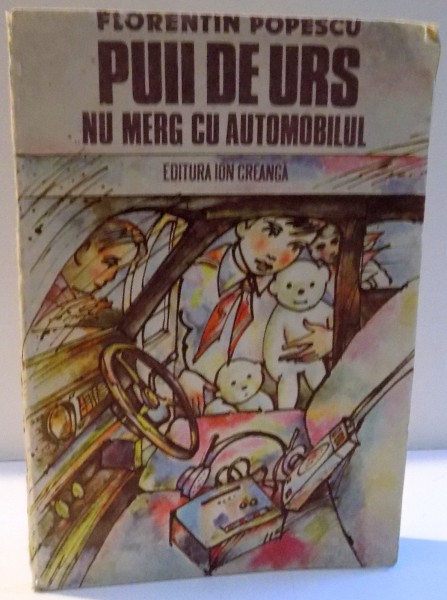 FLORENTIN POPESCU
PUII DE URS
NU MERG CU AUTOMOBILUL
EDITURA ION CREANGĂ